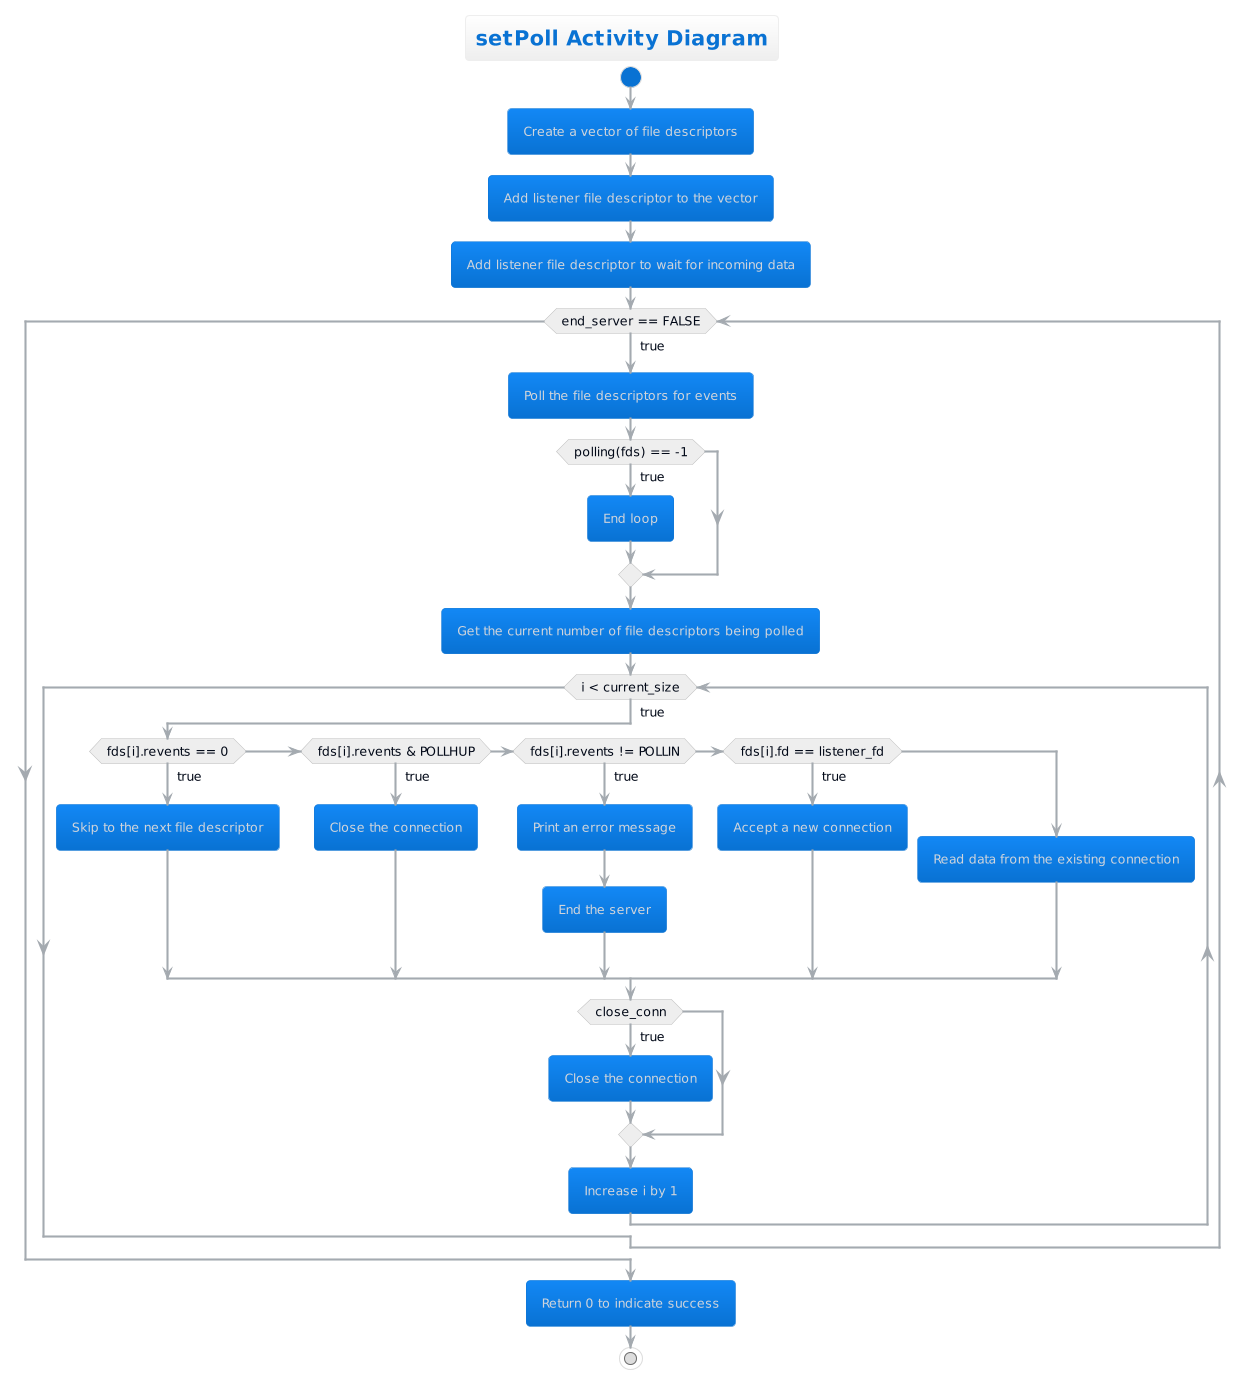 setPoll Activity Diagram
Create a vector of file descriptors
Add listener file descriptor to the vector
Add listener file descriptor to wait for incoming data
end_server == FALSE
true
Poll the file descriptors for events
polling(fds) == -1
true
End loop
Get the current number of file descriptors being polled
i < current_size
true
fds[i].revents == 0
true
Skip to the next file descriptor
fds[i].revents & POLLHUP
true
Close the connection
fds[i].revents != POLLIN
true
Print an error message
End the server
fds[i].fd == listener_fd
true
Accept a new connection
Read data from the existing connection
close_conn
true
Close the connection
Increase i by 1
Return 0 to indicate success